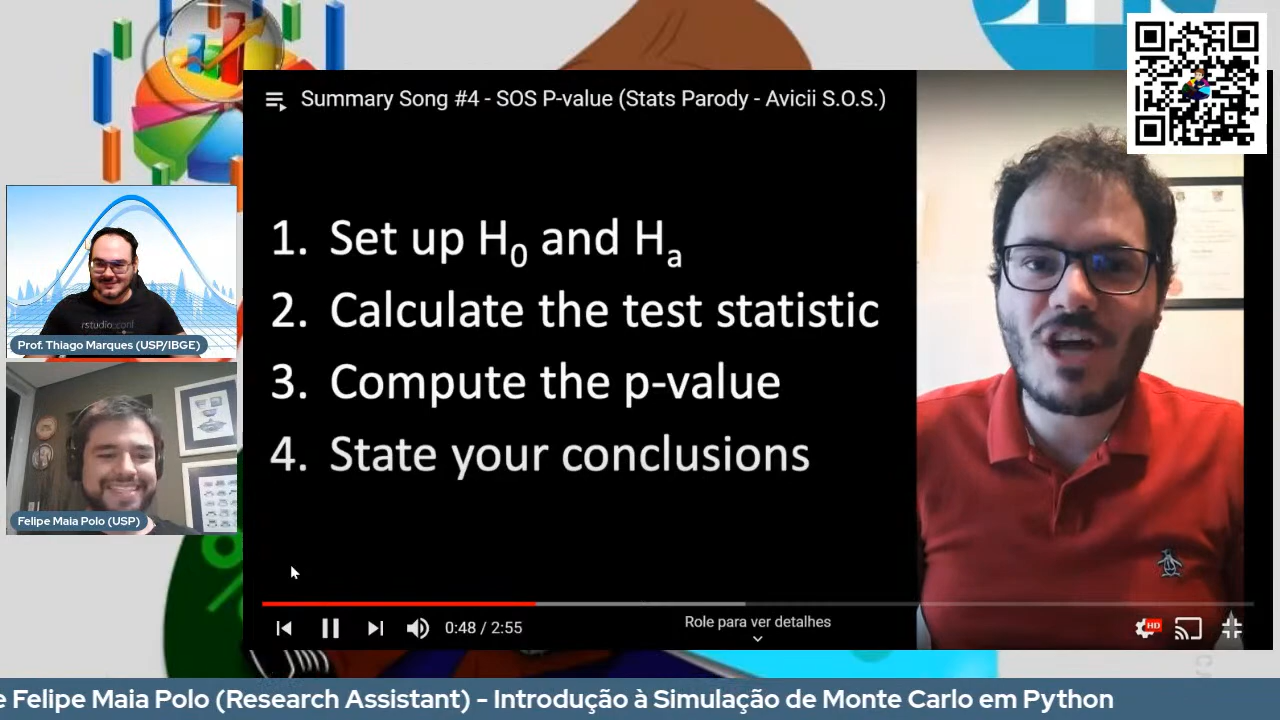 Summary Song #4 - SOS P-value (Stats Parody - Avicii S.O.S.)
1. Set up H₀ and Hₐ
2. Calculate the test statistic
3. Compute the p-value
4. State your conclusions
rstudio::conf
Prof. Thiago Marques (USP/IBGE)
Felipe Maia Polo (USP)
0:48 / 2:55
Role para ver detalhes
HD
e Felipe Maia Polo (Research Assistant) - Introdução à Simulação de Monte Carlo em Python